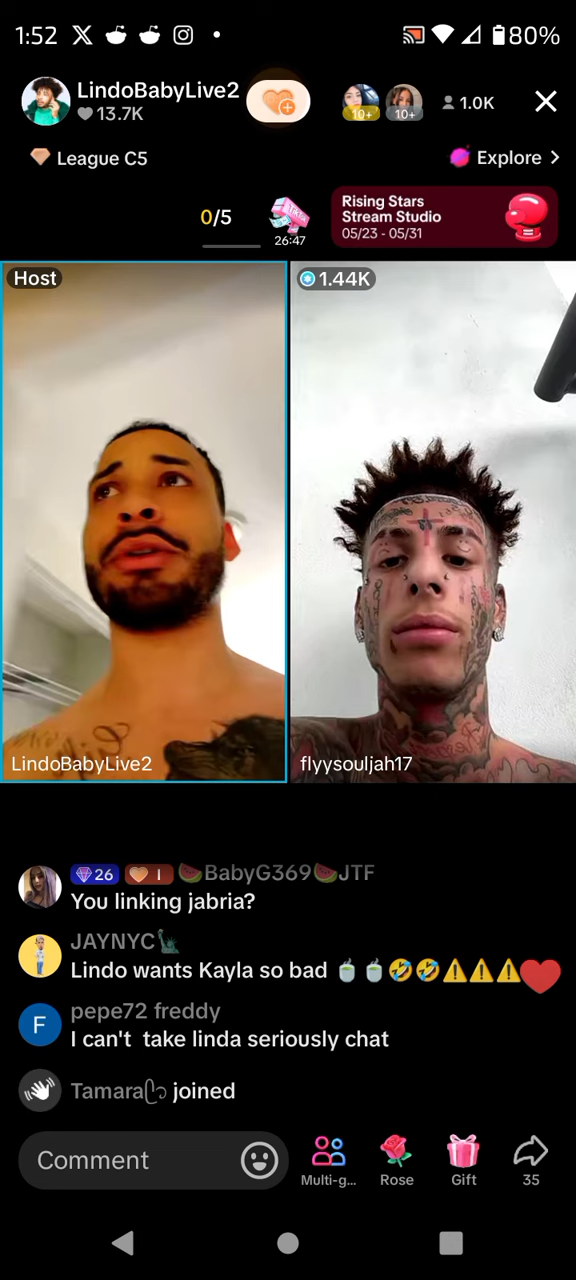 1:52
80%
LindoBabyLive2
13.7K
10+
10+
1.0K
League C5
Explore
0/5
26:47
Rising Stars
Stream Studio
05/23 - 05/31
Host
1.44K
LindoBabyLive2
flyysouljah17
26 I 🍉BabyG369🍉JTF
You linking jabria?
JAYNYC🗽
Lindo wants Kayla so bad 🍵🍵🤣🤣⚠️⚠️⚠️
pepe72 freddy
I can't take linda seriously chat
Tamara joined
Comment
Multi-g...
Rose
Gift
35